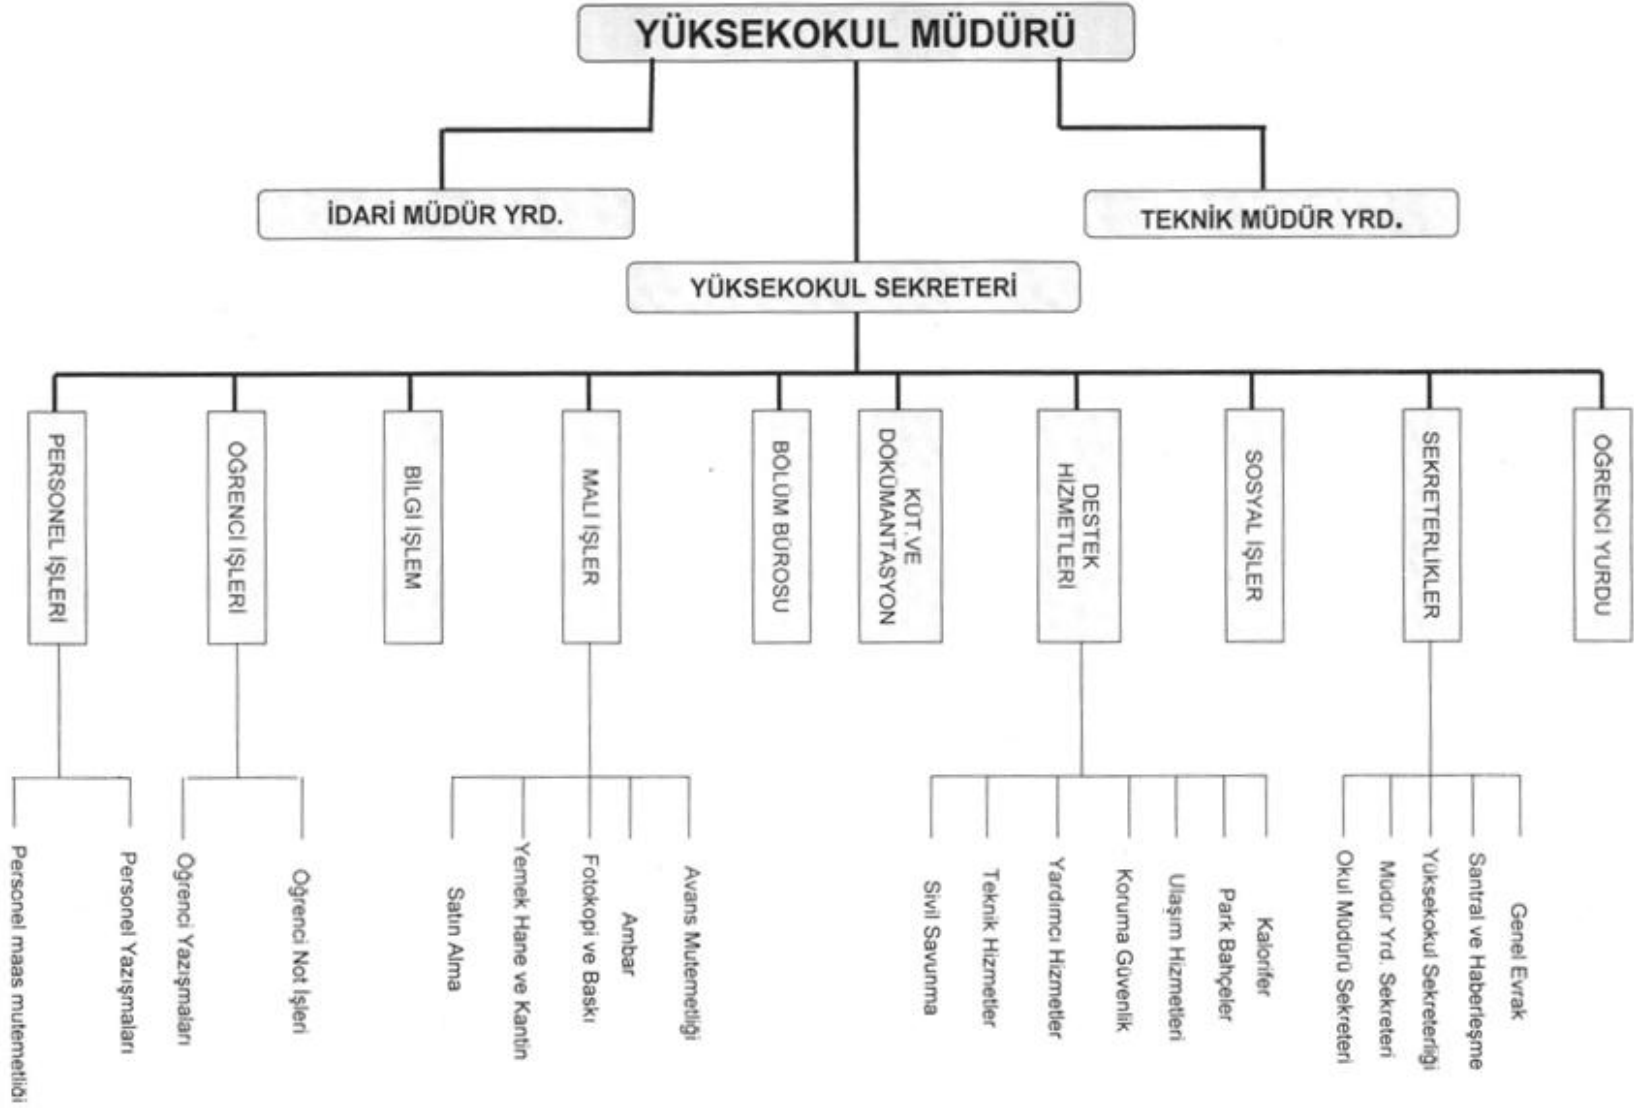 YÜKSEKOKUL MÜDÜRÜ
İDARİ MÜDÜR YRD.
TEKNİK MÜDÜR YRD.
YÜKSEKOKUL SEKRETERİ
PERSONEL İŞLERİ
ÖĞRENCİ İŞLERİ
BİLGİ İŞLEM
MALİ İŞLER
BÖLÜM BÜROSU
KÜT.VE
DÖKÜMANTASYON
DESTEK
HİZMETLERİ
SOSYAL İŞLER
SEKRETERLİKLER
ÖĞRENCİ YURDU
Personel maas mutemetliği
Personel Yazışmaları
Öğrenci Yazışmaları
Öğrenci Not İşleri
Satın Alma
Yemek Hane ve Kantin
Fotokopi ve Baskı
Ambar
Avans Mutemetliği
Sivil Savunma
Teknik Hizmetler
Yardımcı Hizmetler
Koruma Güvenlik
Ulaşım Hizmetleri
Park Bahçeler
Kalorifer
Okul Müdürü Sekreteri
Müdür Yrd. Sekreteri
Yüksekokul Sekreterliği
Santral ve Haberleşme
Genel Evrak